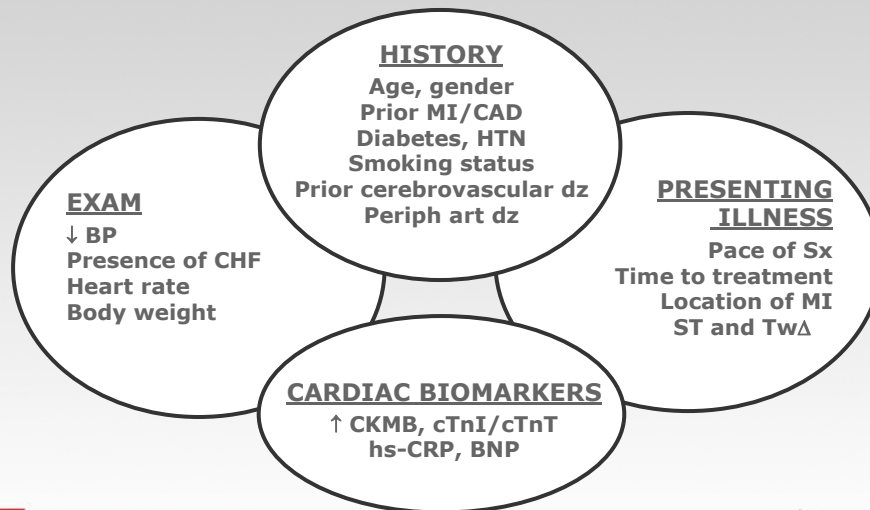 HISTORY
Age, gender
Prior MI/CAD
Diabetes, HTN
Smoking status
Prior cerebrovascular dz
Periph art dz
EXAM
↓ BP
Presence of CHF
Heart rate
Body weight
PRESENTING
ILLNESS
Pace of Sx
Time to treatment
Location of MI
ST and TwΔ
CARDIAC BIOMARKERS
↑ CKMB, cTnI/cTnT
hs-CRP, BNP